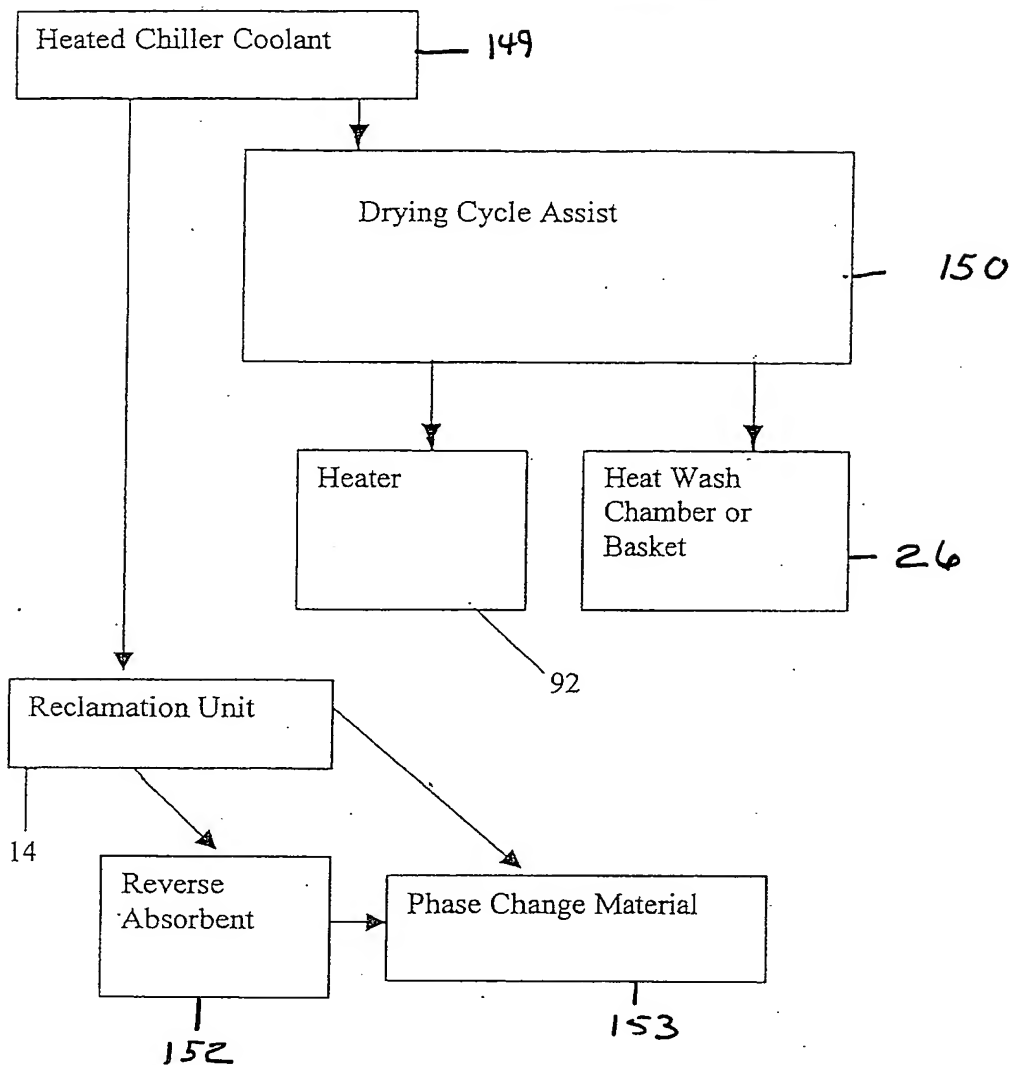 Heated Chiller Coolant
149
Drying Cycle Assist
150
Heater
Heat Wash
Chamber or
Basket
26
92
Reclamation Unit
14
Reverse
Absorbent
Phase Change Material
152
153